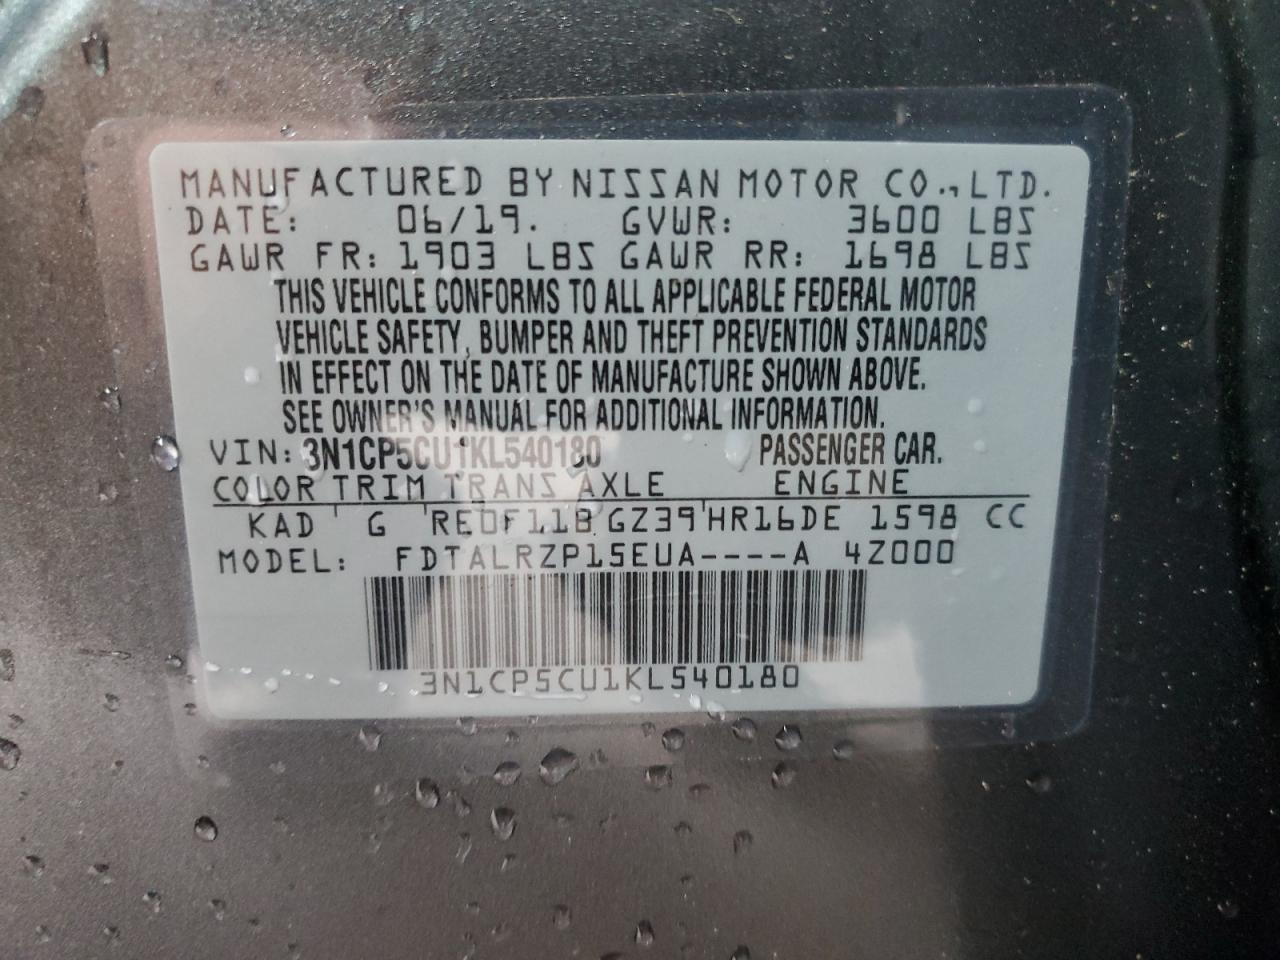 MANUFACTURED BY NISSAN MOTOR CO., LTD.
DATE: 06/19. GVWR: 3600 LBS
GAWR FR: 1903 LBS GAWR RR: 1698 LBS
THIS VEHICLE CONFORMS TO ALL APPLICABLE FEDERAL MOTOR
VEHICLE SAFETY, BUMPER AND THEFT PREVENTION STANDARDS
IN EFFECT ON THE DATE OF MANUFACTURE SHOWN ABOVE.
SEE OWNER'S MANUAL FOR ADDITIONAL INFORMATION.
VIN: 3N1CP5CU1KL540180 PASSENGER CAR.
COLOR TRIM TRANS AXLE ENGINE
KAD G RE0F11B GZ39 HR16DE 1598 CC
MODEL: FDTALRZP15EUA----A 4Z000
3N1CP5CU1KL540180